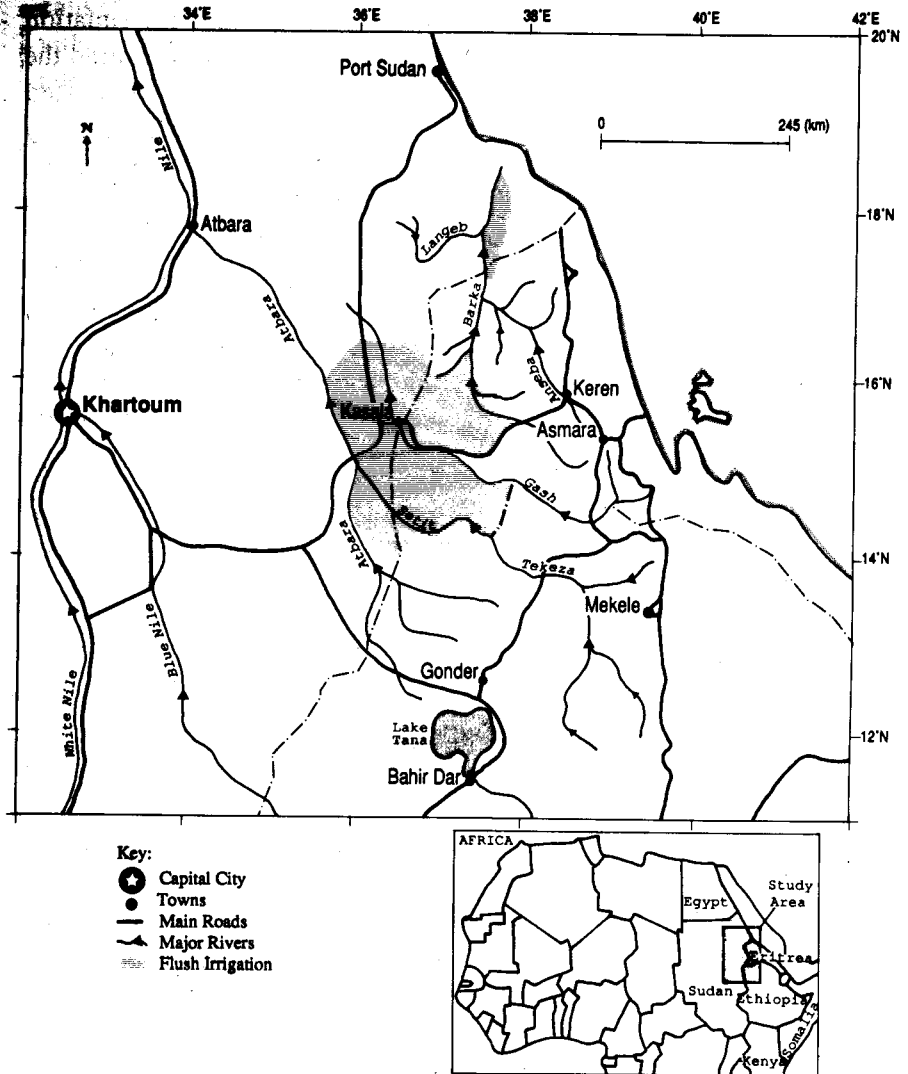 34°E 36°E 38°E 40°E 42°E
20°N
Port Sudan
N
0 245 (km)
Nile
Atbara
18°N
Langeb
Atbara
Barka
Anseba
Keren
16°N
Khartoum
Kasala
Asmara
Gash
Setit
Atbara
14°N
Tekeza
Mekele
Blue Nile
White Nile
Gonder
Lake
Tana
12°N
Bahir Dar
Key:
Capital City
Towns
Main Roads
Major Rivers
Flush Irrigation
AFRICA
Egypt
Study
Area
Eritrea
Sudan
Ethiopia
Somalia
Kenya